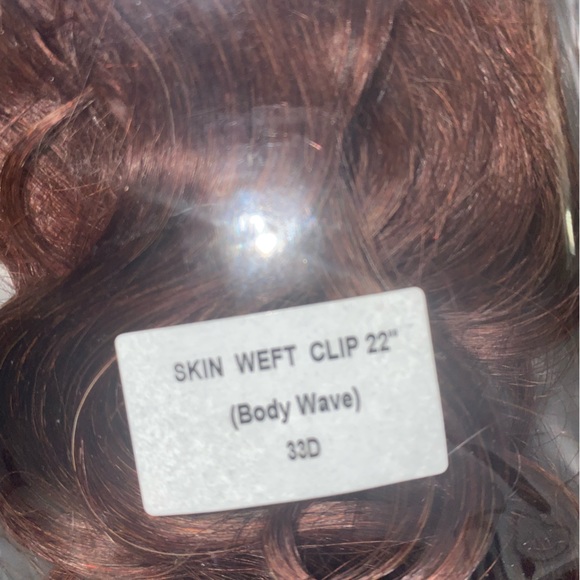 SKIN WEFT CLIP 22"
(Body Wave)
33D